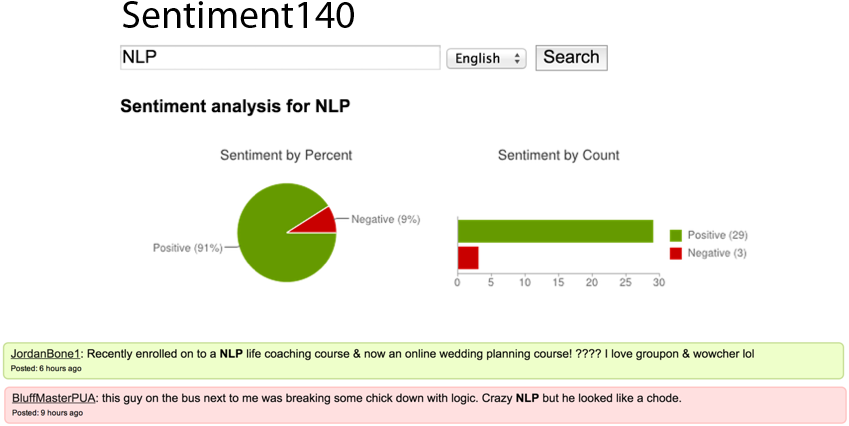 Sentiment140
NLP English Search
Sentiment analysis for NLP
Sentiment by Percent
Positive (91%)
Negative (9%)
Sentiment by Count
Positive (29)
Negative (3)
0 5 10 15 20 25 30
JordanBone1: Recently enrolled on to a NLP life coaching course & now an online wedding planning course! ???? I love groupon & wowcher lol
Posted: 6 hours ago
BluffMasterPUA: this guy on the bus next to me was breaking some chick down with logic. Crazy NLP but he looked like a chode.
Posted: 9 hours ago